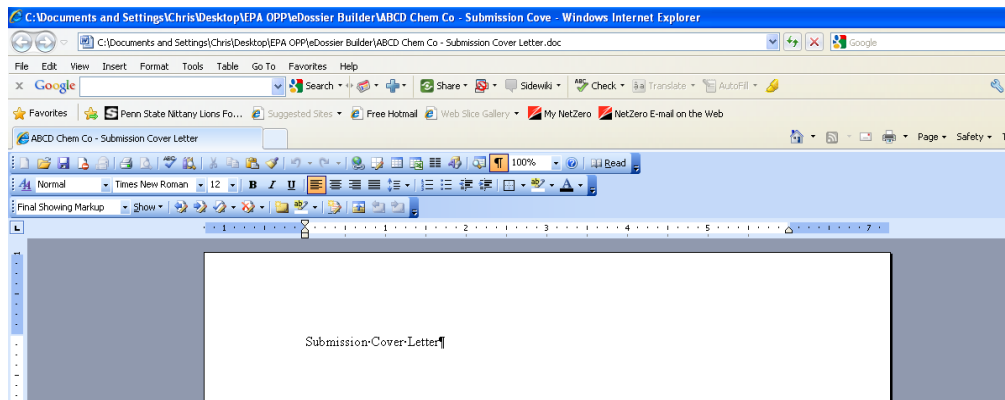 C:\Documents and Settings\Chris\Desktop\EPA OPP\eDossier Builder\ABCD Chem Co - Submission Cove - Windows Internet Explorer
C:\Documents and Settings\Chris\Desktop\EPA OPP\eDossier Builder\ABCD Chem Co - Submission Cover Letter.doc Google
File Edit View Insert Format Tools Table Go To Favorites Help
x Google Search Share Sidewiki Check Translate AutoFill
Favorites Penn State Nittany Lions Fo... Suggested Sites Free Hotmail Web Slice Gallery My NetZero NetZero E-mail on the Web
ABCD Chem Co - Submission Cover Letter Page Safety T
¶ 100% Read
Normal Times New Roman 12 B I U A
Final Showing Markup Show
L 1 1 2 3 4 5 7
Submission·Cover·Letter¶